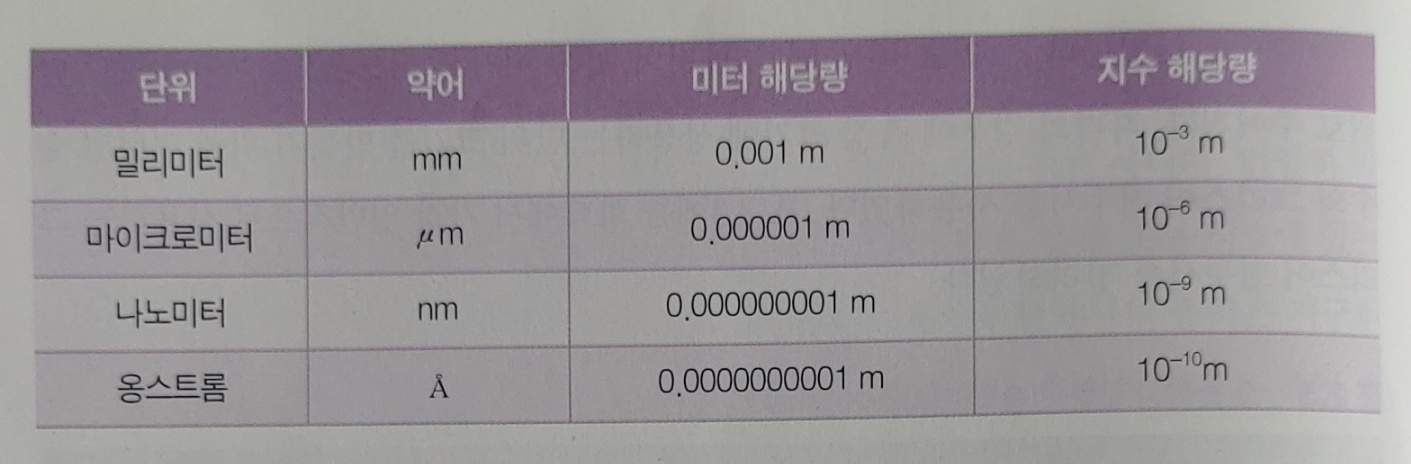 단위 약어 미터 해당량 지수 해당량
밀리미터 mm 0.001 m 10⁻³ m
마이크로미터 μm 0.000001 m 10⁻⁶ m
나노미터 nm 0.000000001 m 10⁻⁹ m
옹스트롬 Å 0.0000000001 m 10⁻¹⁰m